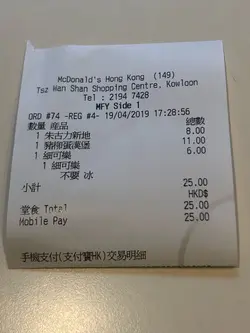 McDonald's Hong Kong (149)
Tsz Wan Shan Shopping Centre, Kowloon
Tel : 2194 7428
MFY Side 1
ORD #74 -REG #4- 19/04/2019 17:28:56
數量 產品 總數
1 朱古力新地 8.00
1 豬柳蛋漢堡 11.00
1 細可樂 6.00
1 細可樂
不要 冰
小計 25.00
HKD$
堂食 Total 25.00
Mobile Pay 25.00
手機支付(支付寶HK)交易明細